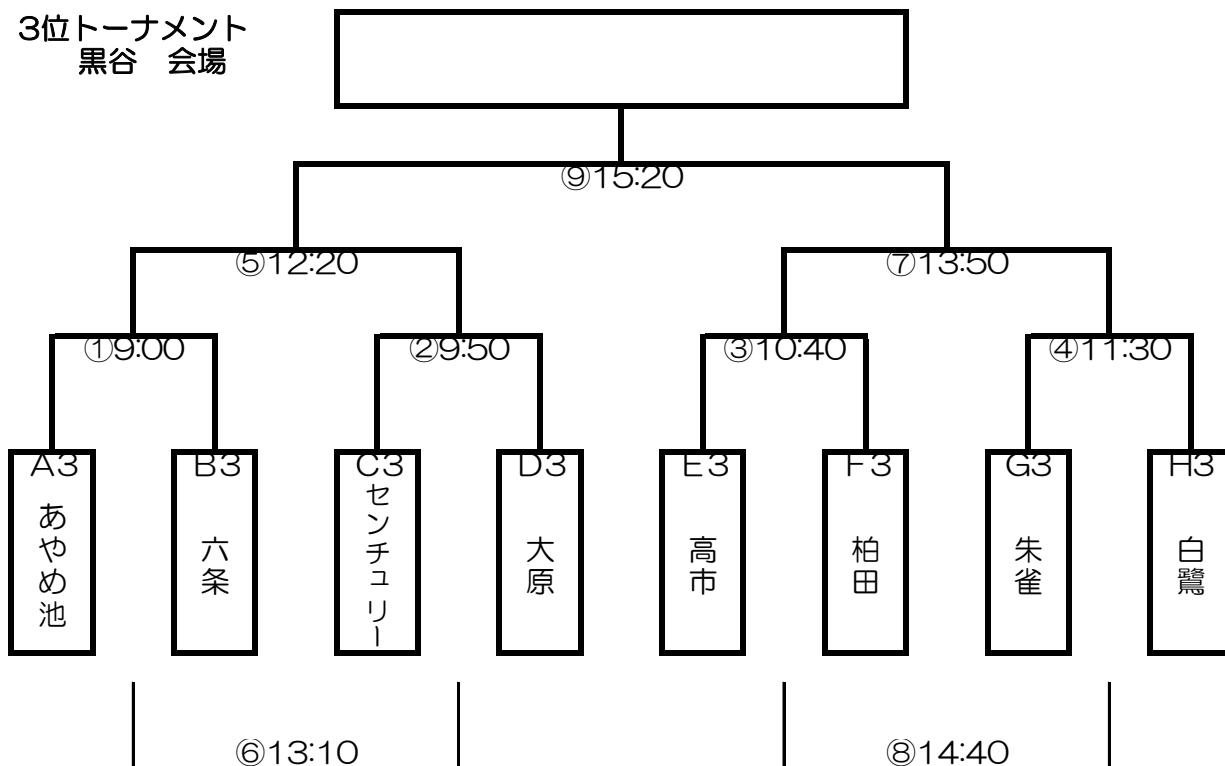 3位トーナメント
黒谷　会場
⑨15:20
⑤12:20
⑦13:50
①9:00
②9:50
③10:40
④11:30
A3
B3
C3
D3
E3
F3
G3
H3
あやめ池
六条
センチュリー
大原
高市
柏田
朱雀
白鷺
⑥13:10
⑧14:40